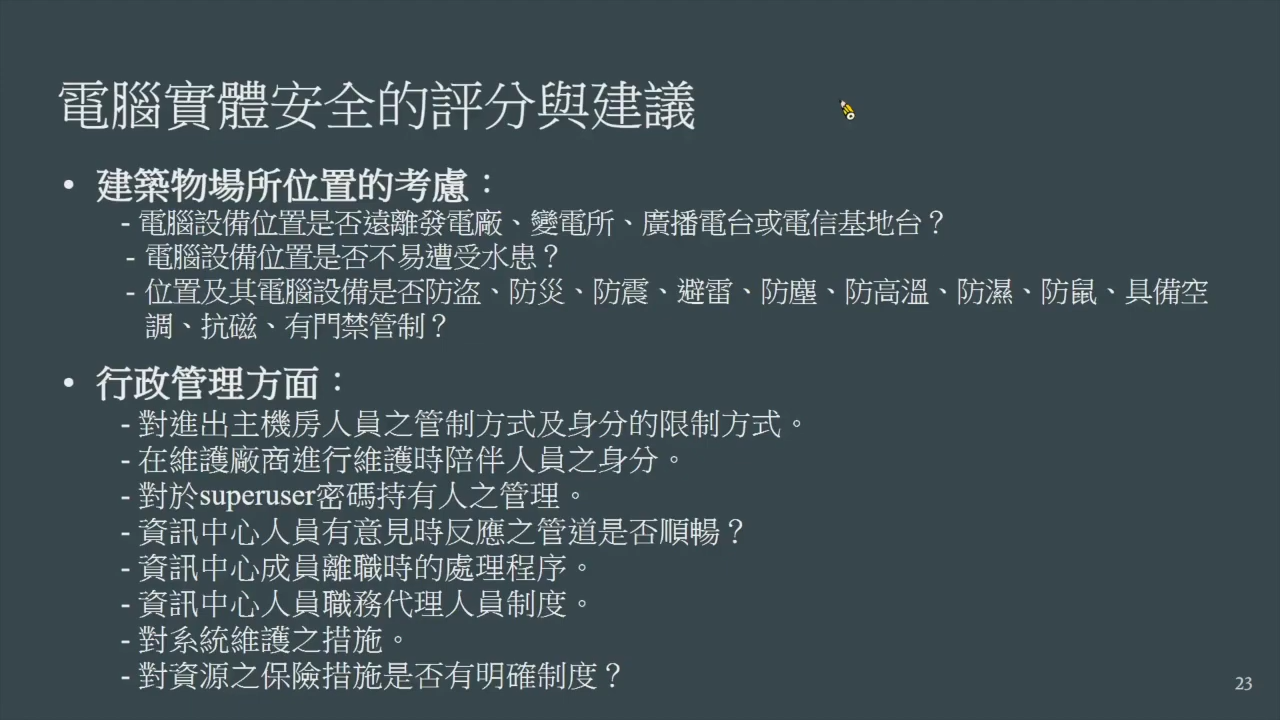 電腦實體安全的評分與建議
• 建築物場所位置的考慮：
- 電腦設備位置是否遠離發電廠、變電所、廣播電台或電信基地台？
- 電腦設備位置是否不易遭受水患？
- 位置及其電腦設備是否防盜、防災、防震、避雷、防塵、防高溫、防濕、防鼠、具備空
調、抗磁、有門禁管制？
• 行政管理方面：
- 對進出主機房人員之管制方式及身分的限制方式。
- 在維護廠商進行維護時陪伴人員之身分。
- 對於superuser密碼持有人之管理。
- 資訊中心人員有意見時反應之管道是否順暢？
- 資訊中心成員離職時的處理程序。
- 資訊中心人員職務代理人員制度。
- 對系統維護之措施。
- 對資源之保險措施是否有明確制度？
23